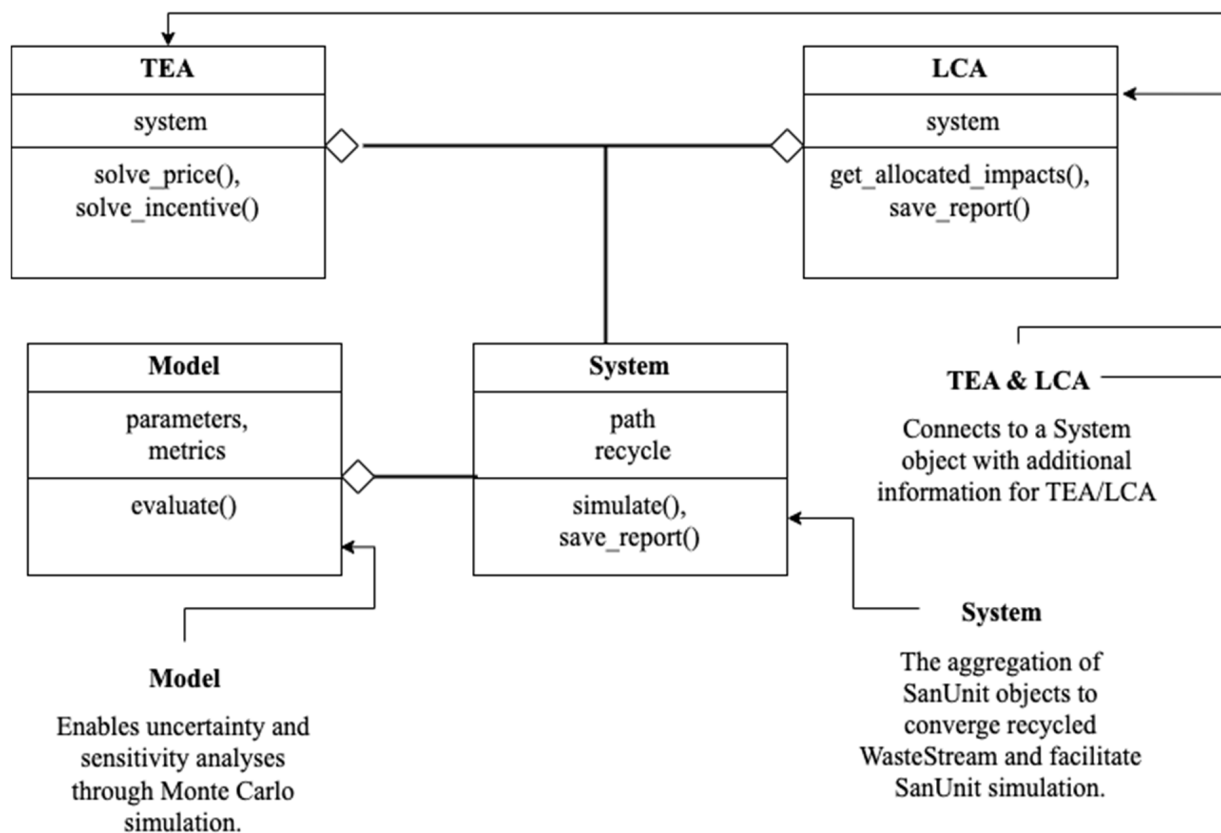 TEA
system
solve_price(),
solve_incentive()
LCA
system
get_allocated_impacts(),
save_report()
Model
parameters,
metrics
evaluate()
System
path
recycle
simulate(),
save_report()
TEA & LCA
Connects to a System
object with additional
information for TEA/LCA
Model
Enables uncertainty and
sensitivity analyses
through Monte Carlo
simulation.
System
The aggregation of
SanUnit objects to
converge recycled
WasteStream and facilitate
SanUnit simulation.